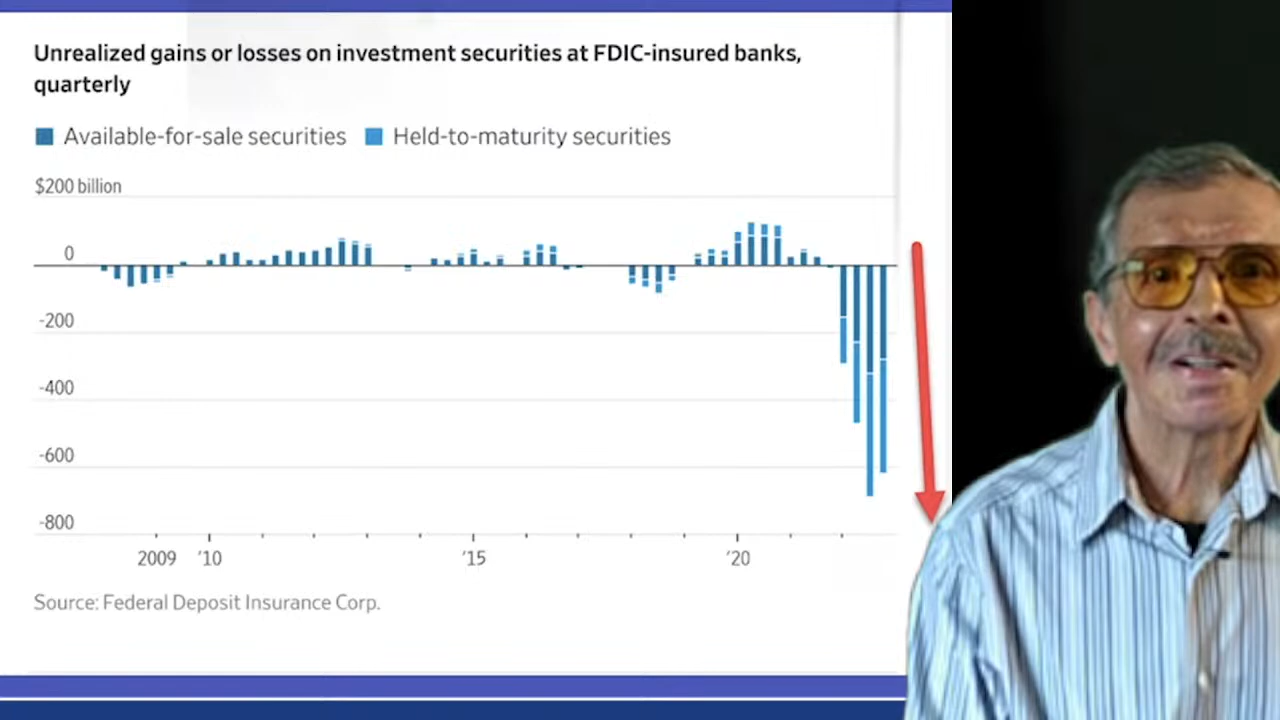 Unrealized gains or losses on investment securities at FDIC-insured banks,
quarterly
Available-for-sale securities Held-to-maturity securities
$200 billion
0
-200
-400
-600
-800
2009 '10 '15 '20
Source: Federal Deposit Insurance Corp.